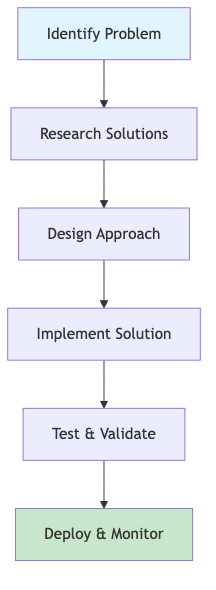 Identify Problem
Research Solutions
Design Approach
Implement Solution
Test & Validate
Deploy & Monitor